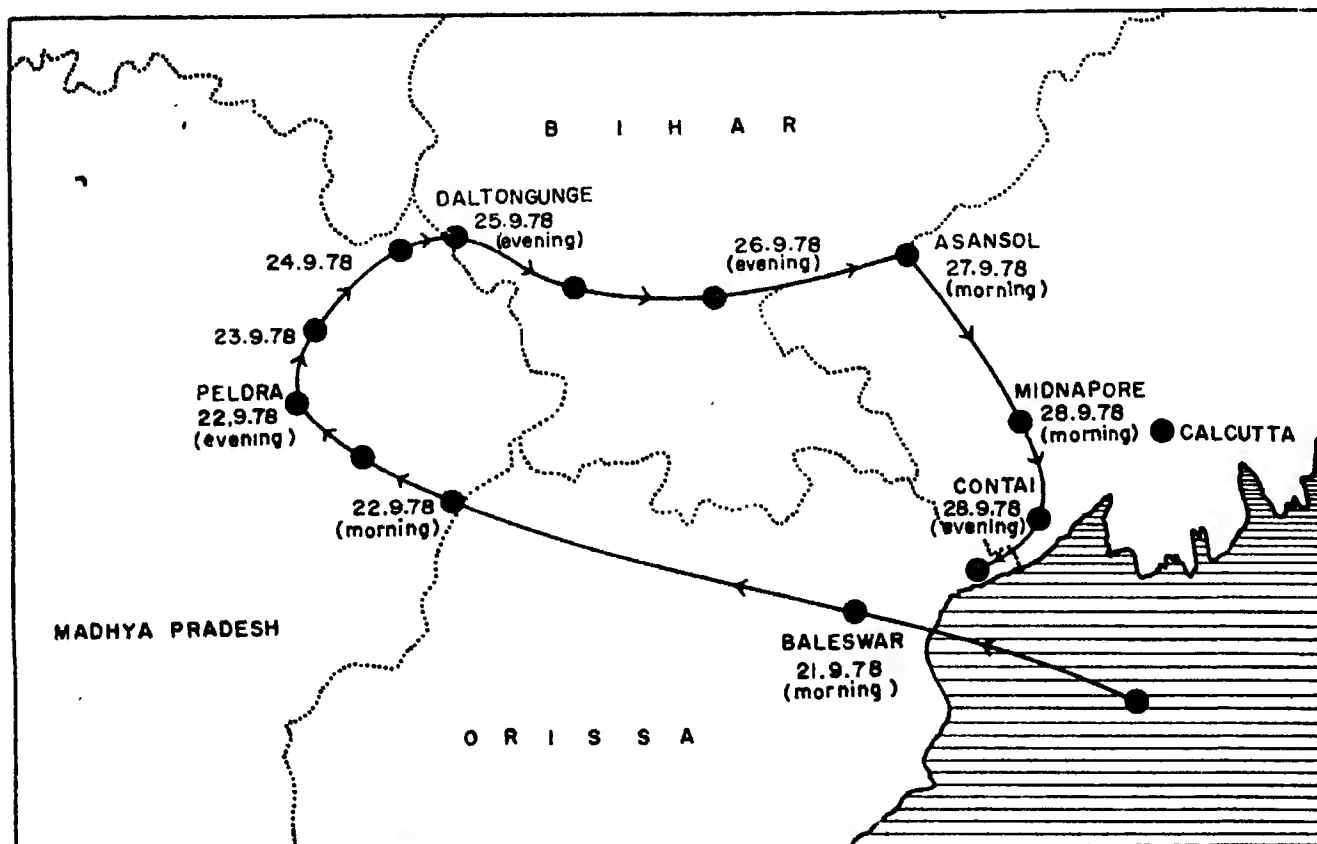 B I H A R
DALTONGUNGE
25.9.78
(evening)
24.9.78
26.9.78
(evening)
ASANSOL
27.9.78
(morning)
23.9.78
PELDRA
22.9.78
(evening)
MIDNAPORE
28.9.78
(morning)
CALCUTTA
22.9.78
(morning)
CONTAI
28.9.78
(evening)
MADHYA PRADESH
BALESWAR
21.9.78
(morning)
O R I S S A